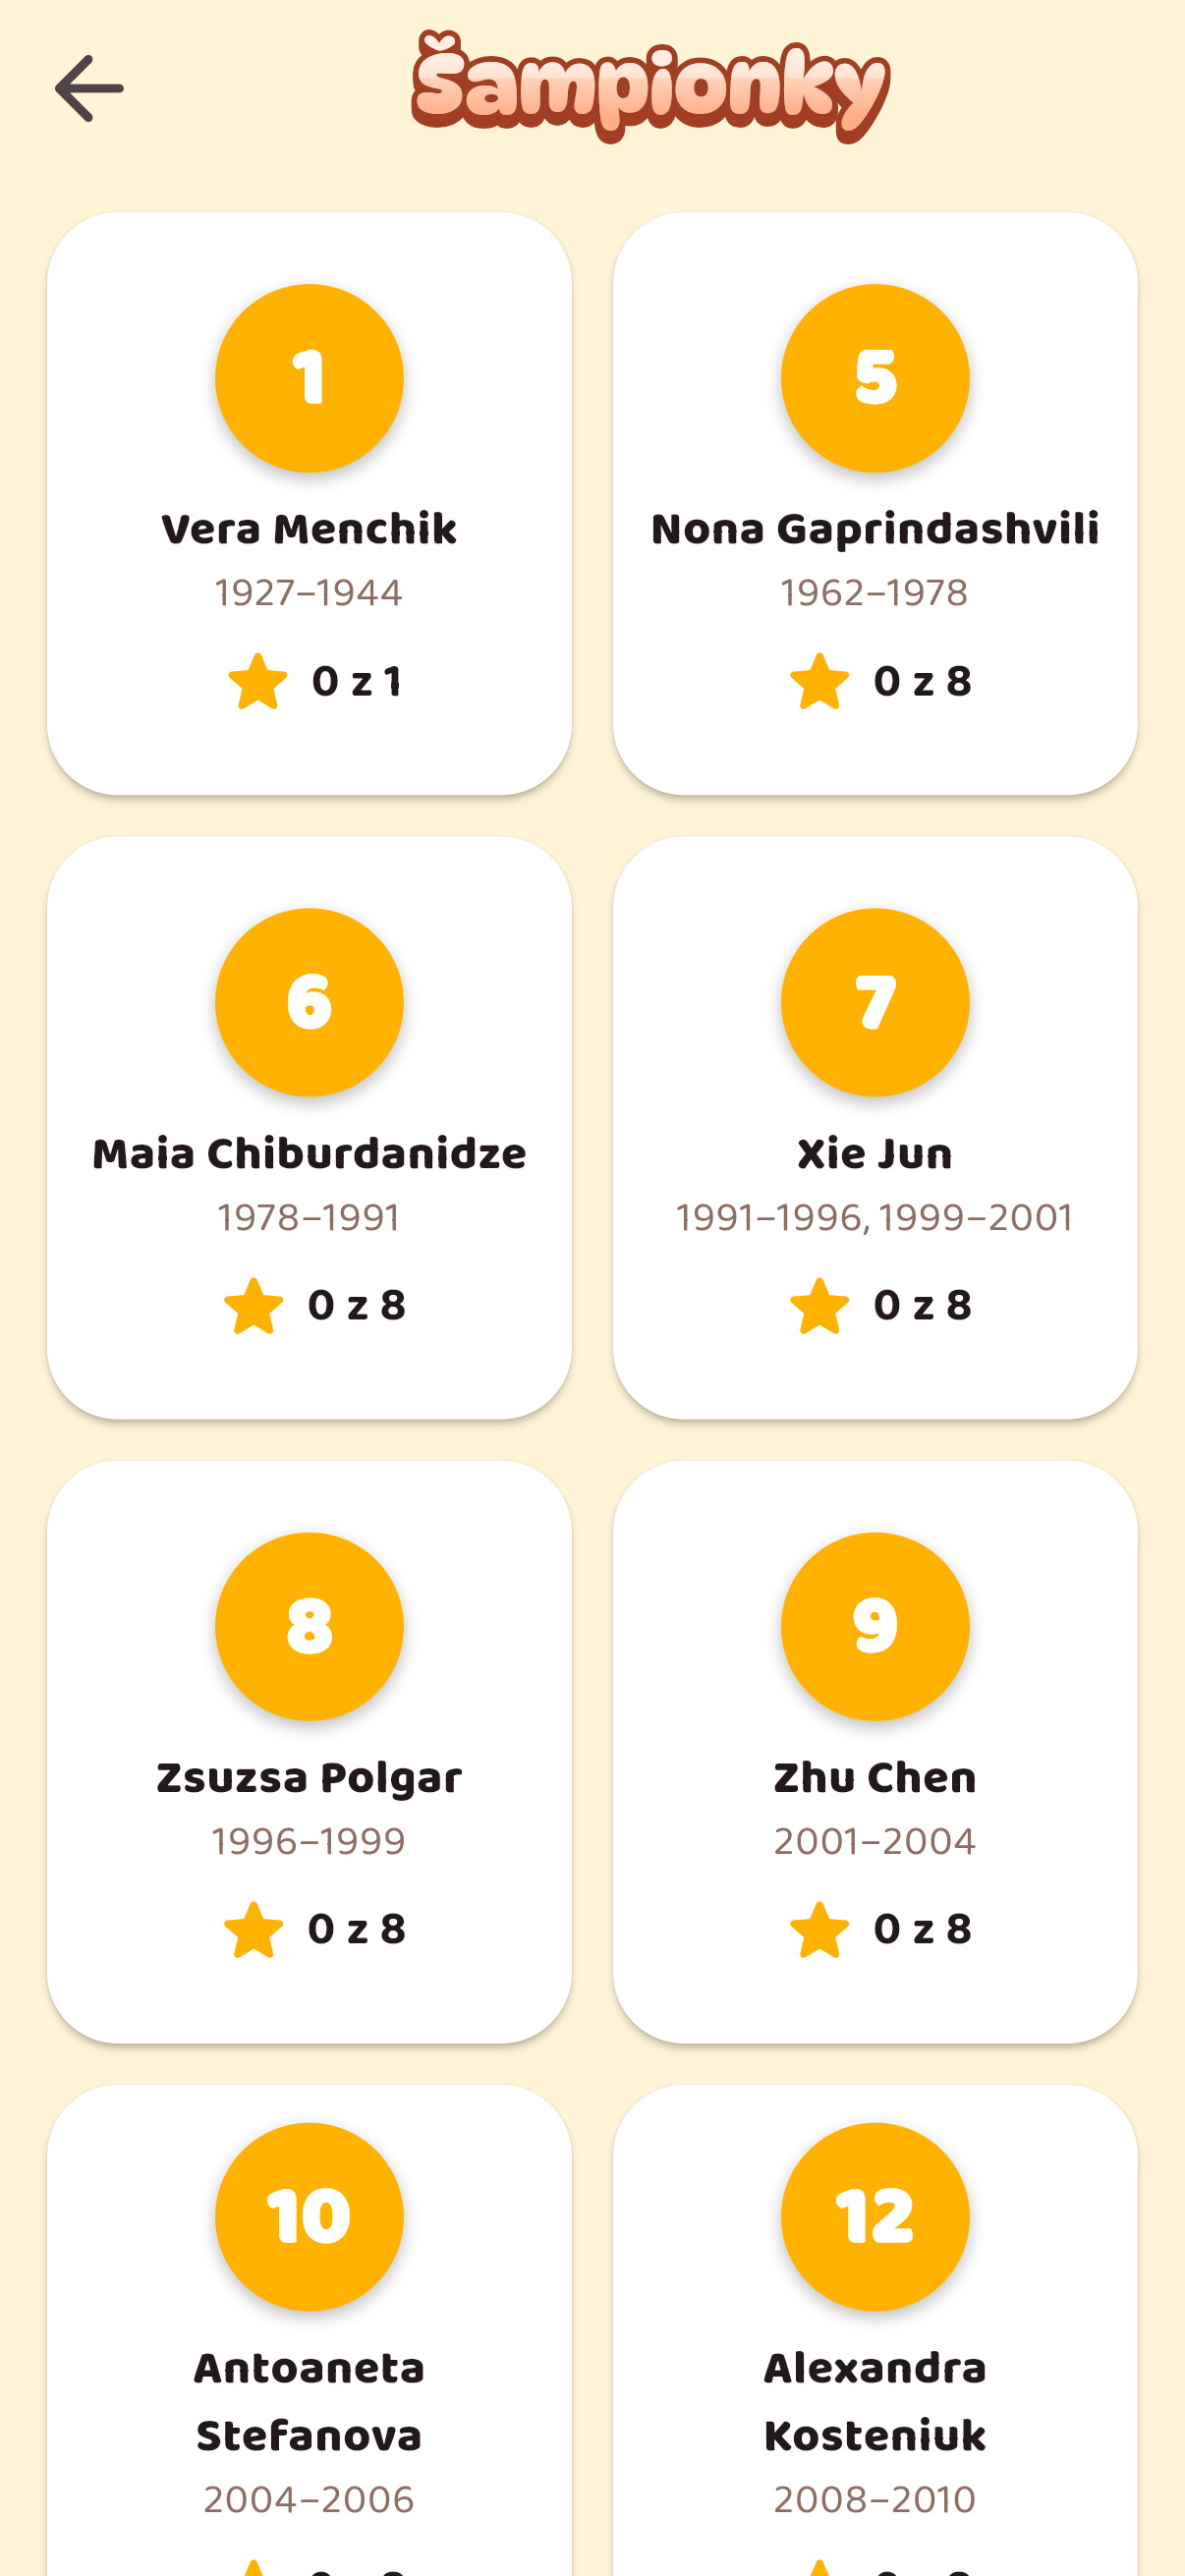 Šampionky
1
Vera Menchik
1927–1944
0 z 1
5
Nona Gaprindashvili
1962–1978
0 z 8
6
Maia Chiburdanidze
1978–1991
0 z 8
7
Xie Jun
1991–1996, 1999–2001
0 z 8
8
Zsuzsa Polgar
1996–1999
0 z 8
9
Zhu Chen
2001–2004
0 z 8
10
Antoaneta
Stefanova
2004–2006
12
Alexandra
Kosteniuk
2008–2010